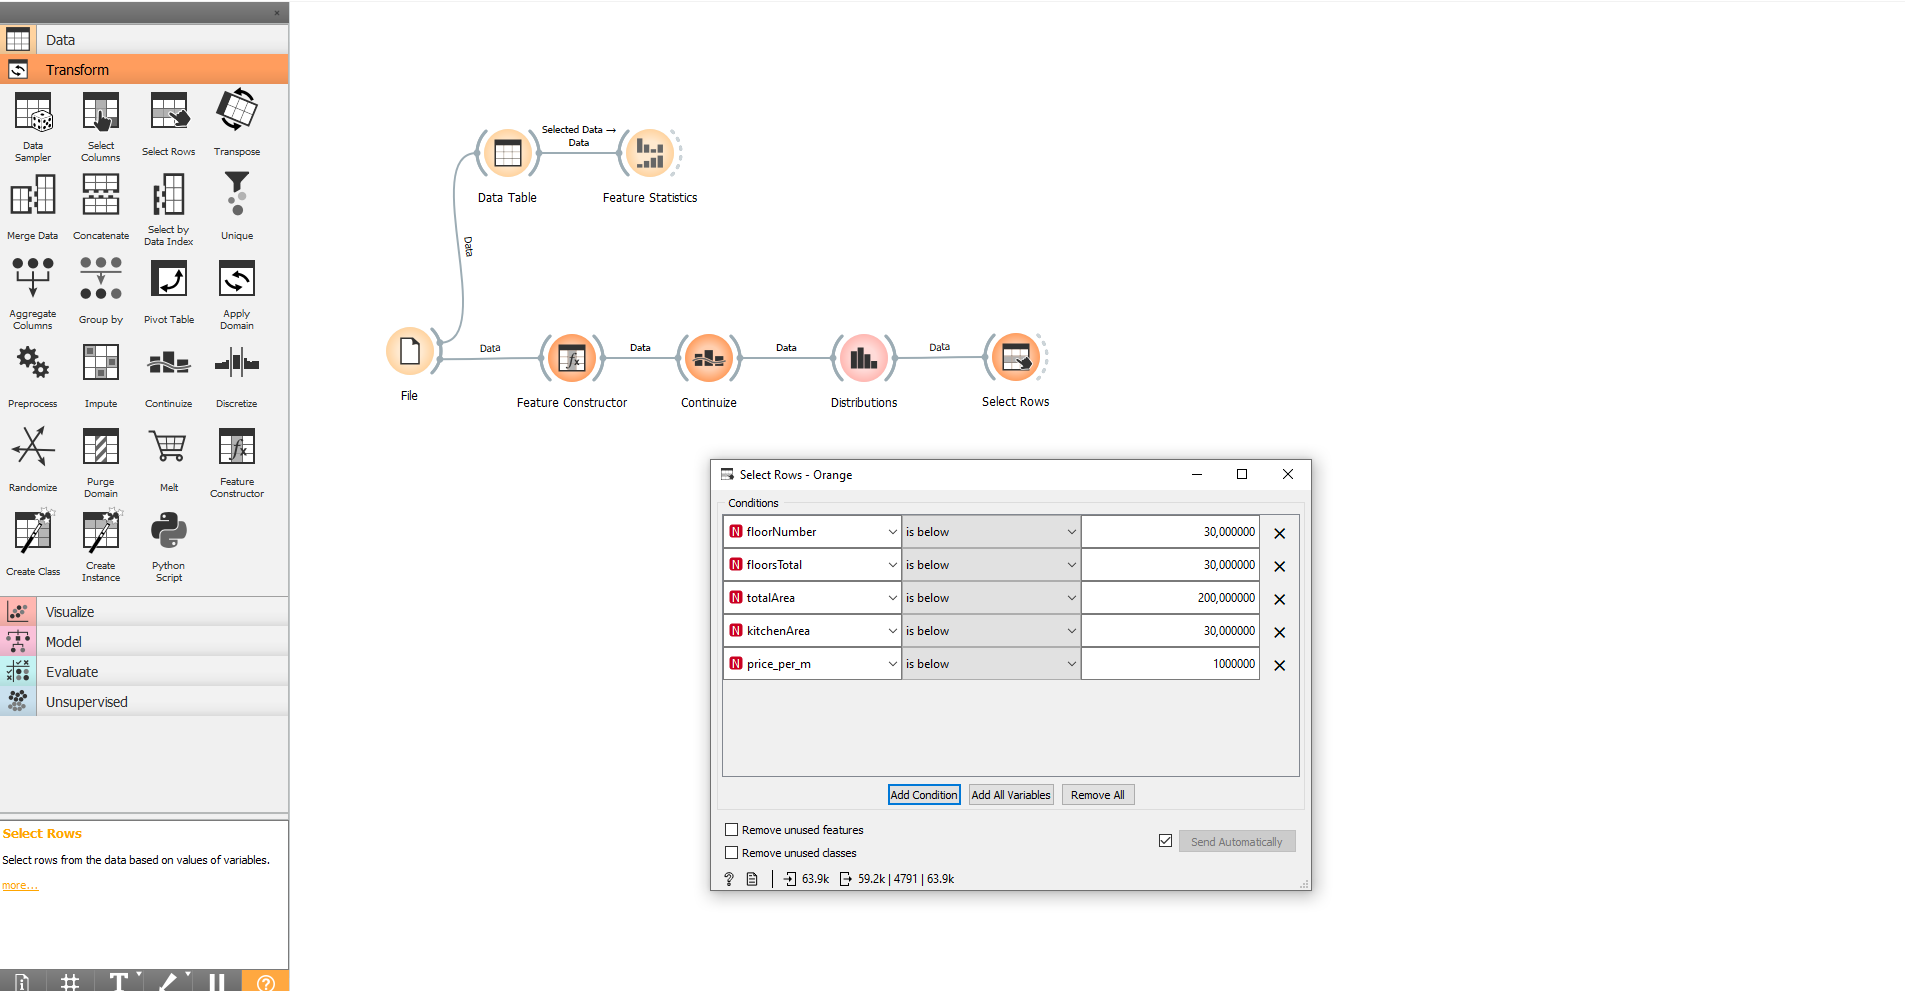 Data
Transform
Data Sampler
Select Columns
Select Rows
Transpose
Merge Data
Concatenate
Select by Data Index
Unique
Aggregate Columns
Group by
Pivot Table
Apply Domain
Preprocess
Impute
Continuize
Discretize
Randomize
Purge Domain
Melt
Feature Constructor
Create Class
Create Instance
Python Script
Visualize
Model
Evaluate
Unsupervised
Select Rows
Select rows from the data based on values of variables.
more...
Selected Data →
Data
Data Table
Feature Statistics
Data
File
Data
Feature Constructor
Data
Continuize
Data
Distributions
Data
Select Rows
Select Rows - Orange
Conditions
N floorNumber is below 30,000000
N floorsTotal is below 30,000000
N totalArea is below 200,000000
N kitchenArea is below 30,000000
N price_per_m is below 1000000
Add Condition Add All Variables Remove All
Remove unused features
Remove unused classes
Send Automatically
? 63.9k 59.2k | 4791 | 63.9k